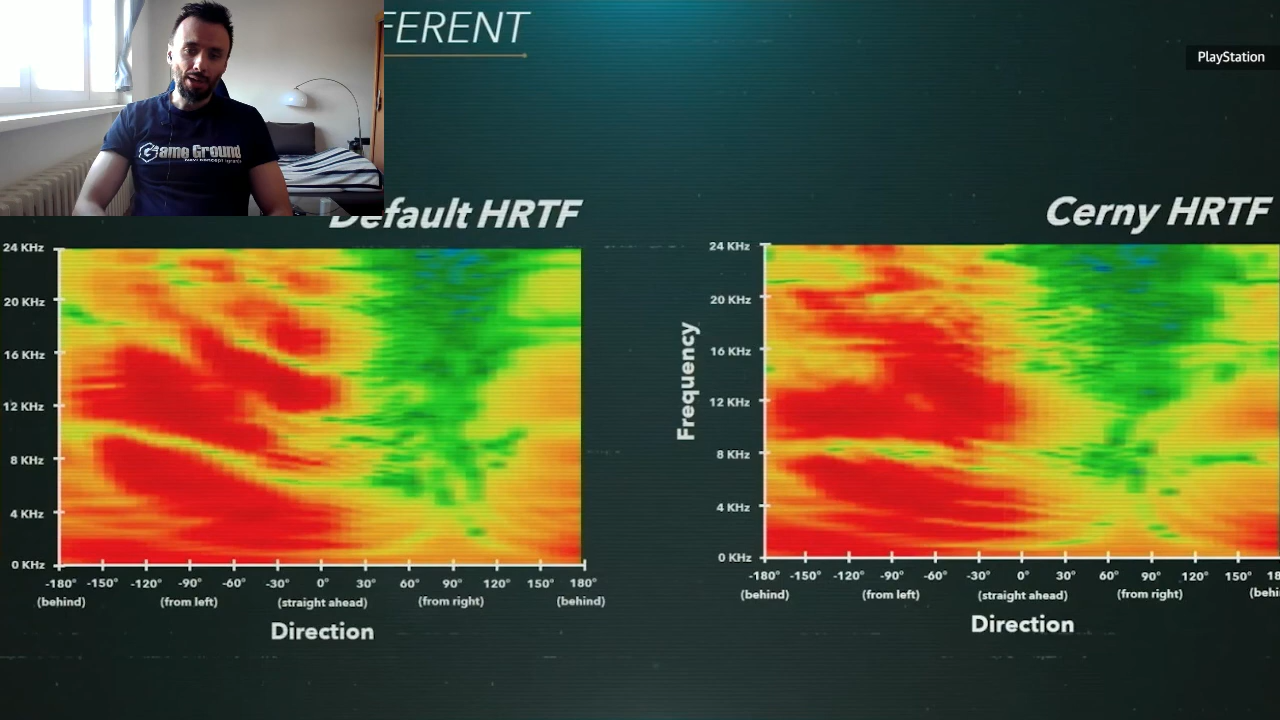 FERENT
PlayStation
Game Ground
Default HRTF
Cerny HRTF
24 KHz
20 KHz
16 KHz
12 KHz
8 KHz
4 KHz
0 KHz
-180° -150° -120° -90° -60° -30° 0° 30° 60° 90° 120° 150° 180°
(behind) (from left) (straight ahead) (from right) (behind)
Direction
Frequency
24 KHz
20 KHz
16 KHz
12 KHz
8 KHz
4 KHz
0 KHz
-180° -150° -120° -90° -60° -30° 0° 30° 60° 90° 120° 150° 18
(behind) (from left) (straight ahead) (from right) (behi
Direction